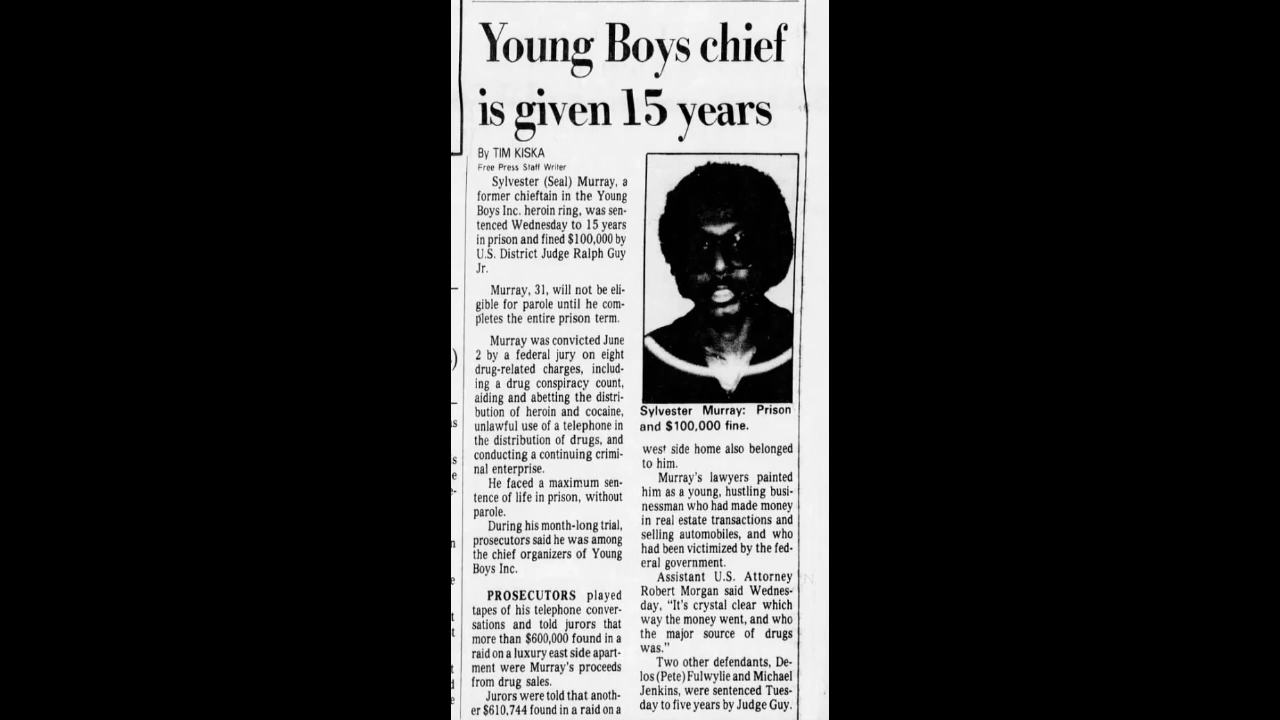 Young Boys chief
is given 15 years
By TIM KISKA
Free Press Staff Writer
Sylvester (Seal) Murray, a
former chieftain in the Young
Boys Inc. heroin ring, was sen-
tenced Wednesday to 15 years
in prison and fined $100,000 by
U.S. District Judge Ralph Guy
Jr.
Murray, 31, will not be eli-
gible for parole until he com-
pletes the entire prison term.
Murray was convicted June
2 by a federal jury on eight
drug-related charges, includ-
ing a drug conspiracy count,
aiding and abetting the distri-
bution of heroin and cocaine,
unlawful use of a telephone in
the distribution of drugs, and
conducting a continuing crimi-
nal enterprise.
He faced a maximum sen-
tence of life in prison, without
parole.
During his month-long trial,
prosecutors said he was among
the chief organizers of Young
Boys Inc.
PROSECUTORS played
tapes of his telephone conver-
sations and told jurors that
more than $600,000 found in a
raid on a luxury east side apart-
ment were Murray's proceeds
from drug sales.
Jurors were told that anoth-
er $610,744 found in a raid on a
Sylvester Murray: Prison
and $100,000 fine.
west side home also belonged
to him.
Murray's lawyers painted
him as a young, hustling busi-
nessman who had made money
in real estate transactions and
selling automobiles, and who
had been victimized by the fed-
eral government.
Assistant U.S. Attorney
Robert Morgan said Wednes-
day, "It's crystal clear which
way the money went, and who
the major source of drugs
was."
Two other defendants, De-
los (Pete) Fulwylie and Michael
Jenkins, were sentenced Tues-
day to five years by Judge Guy.